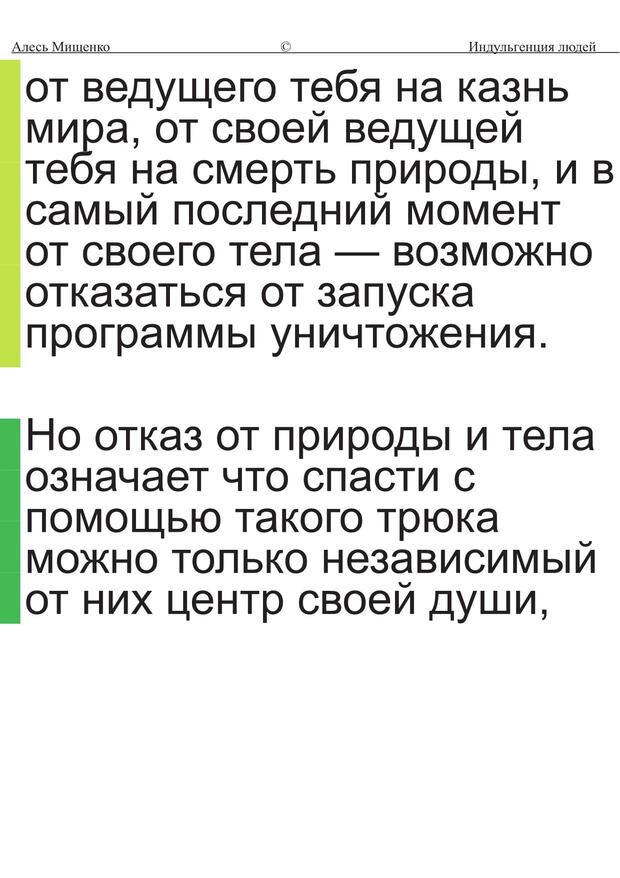 Алесь Мищенко © Индульгенция людей
от ведущего тебя на казнь
мира, от своей ведущей
тебя на смерть природы, и в
самый последний момент
от своего тела — возможно
отказаться от запуска
программы уничтожения.
Но отказ от природы и тела
означает что спасти с
помощью такого трюка
можно только независимый
от них центр своей души,